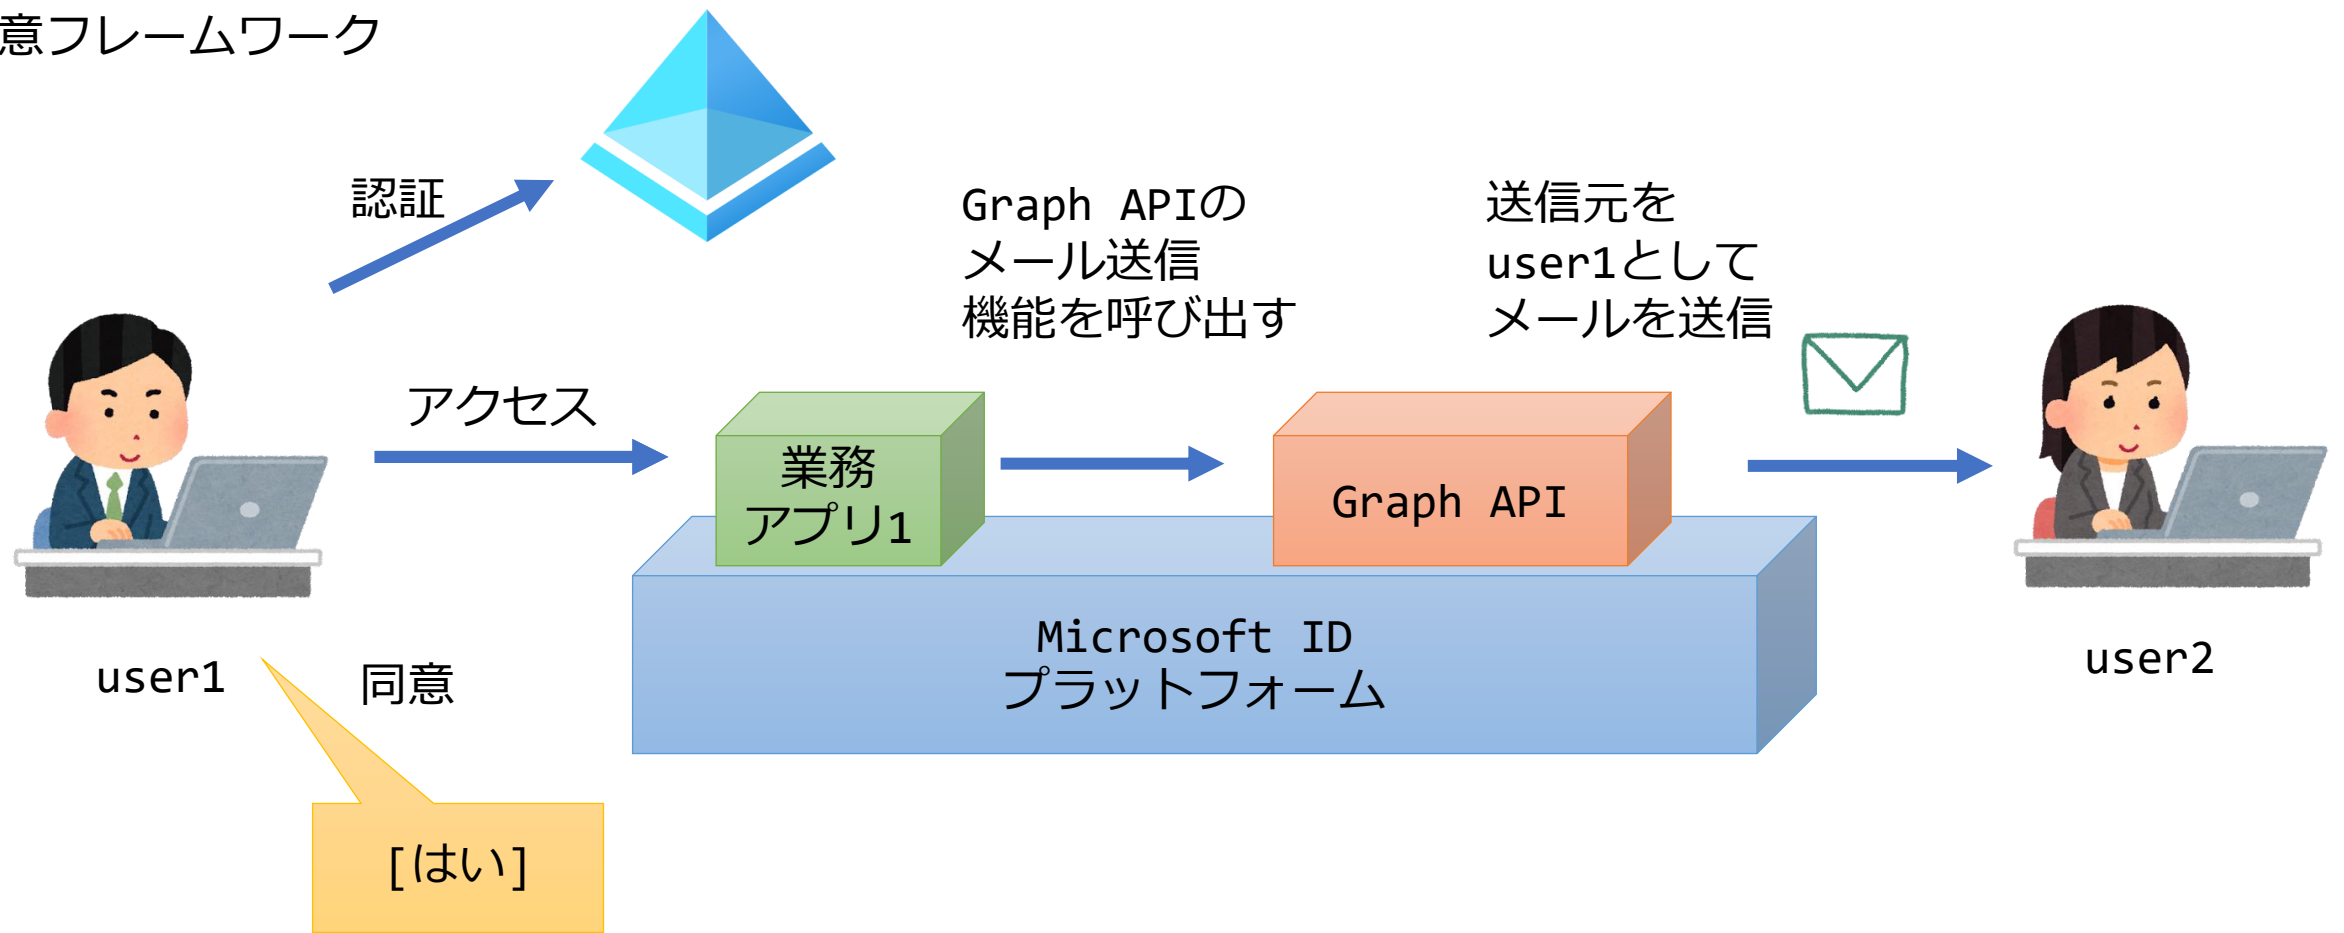 意フレームワーク
認証
Graph APIの
メール送信
機能を呼び出す
送信元を
user1として
メールを送信
アクセス
業務
アプリ1
Graph API
Microsoft ID
プラットフォーム
user1
同意
user2
[はい]